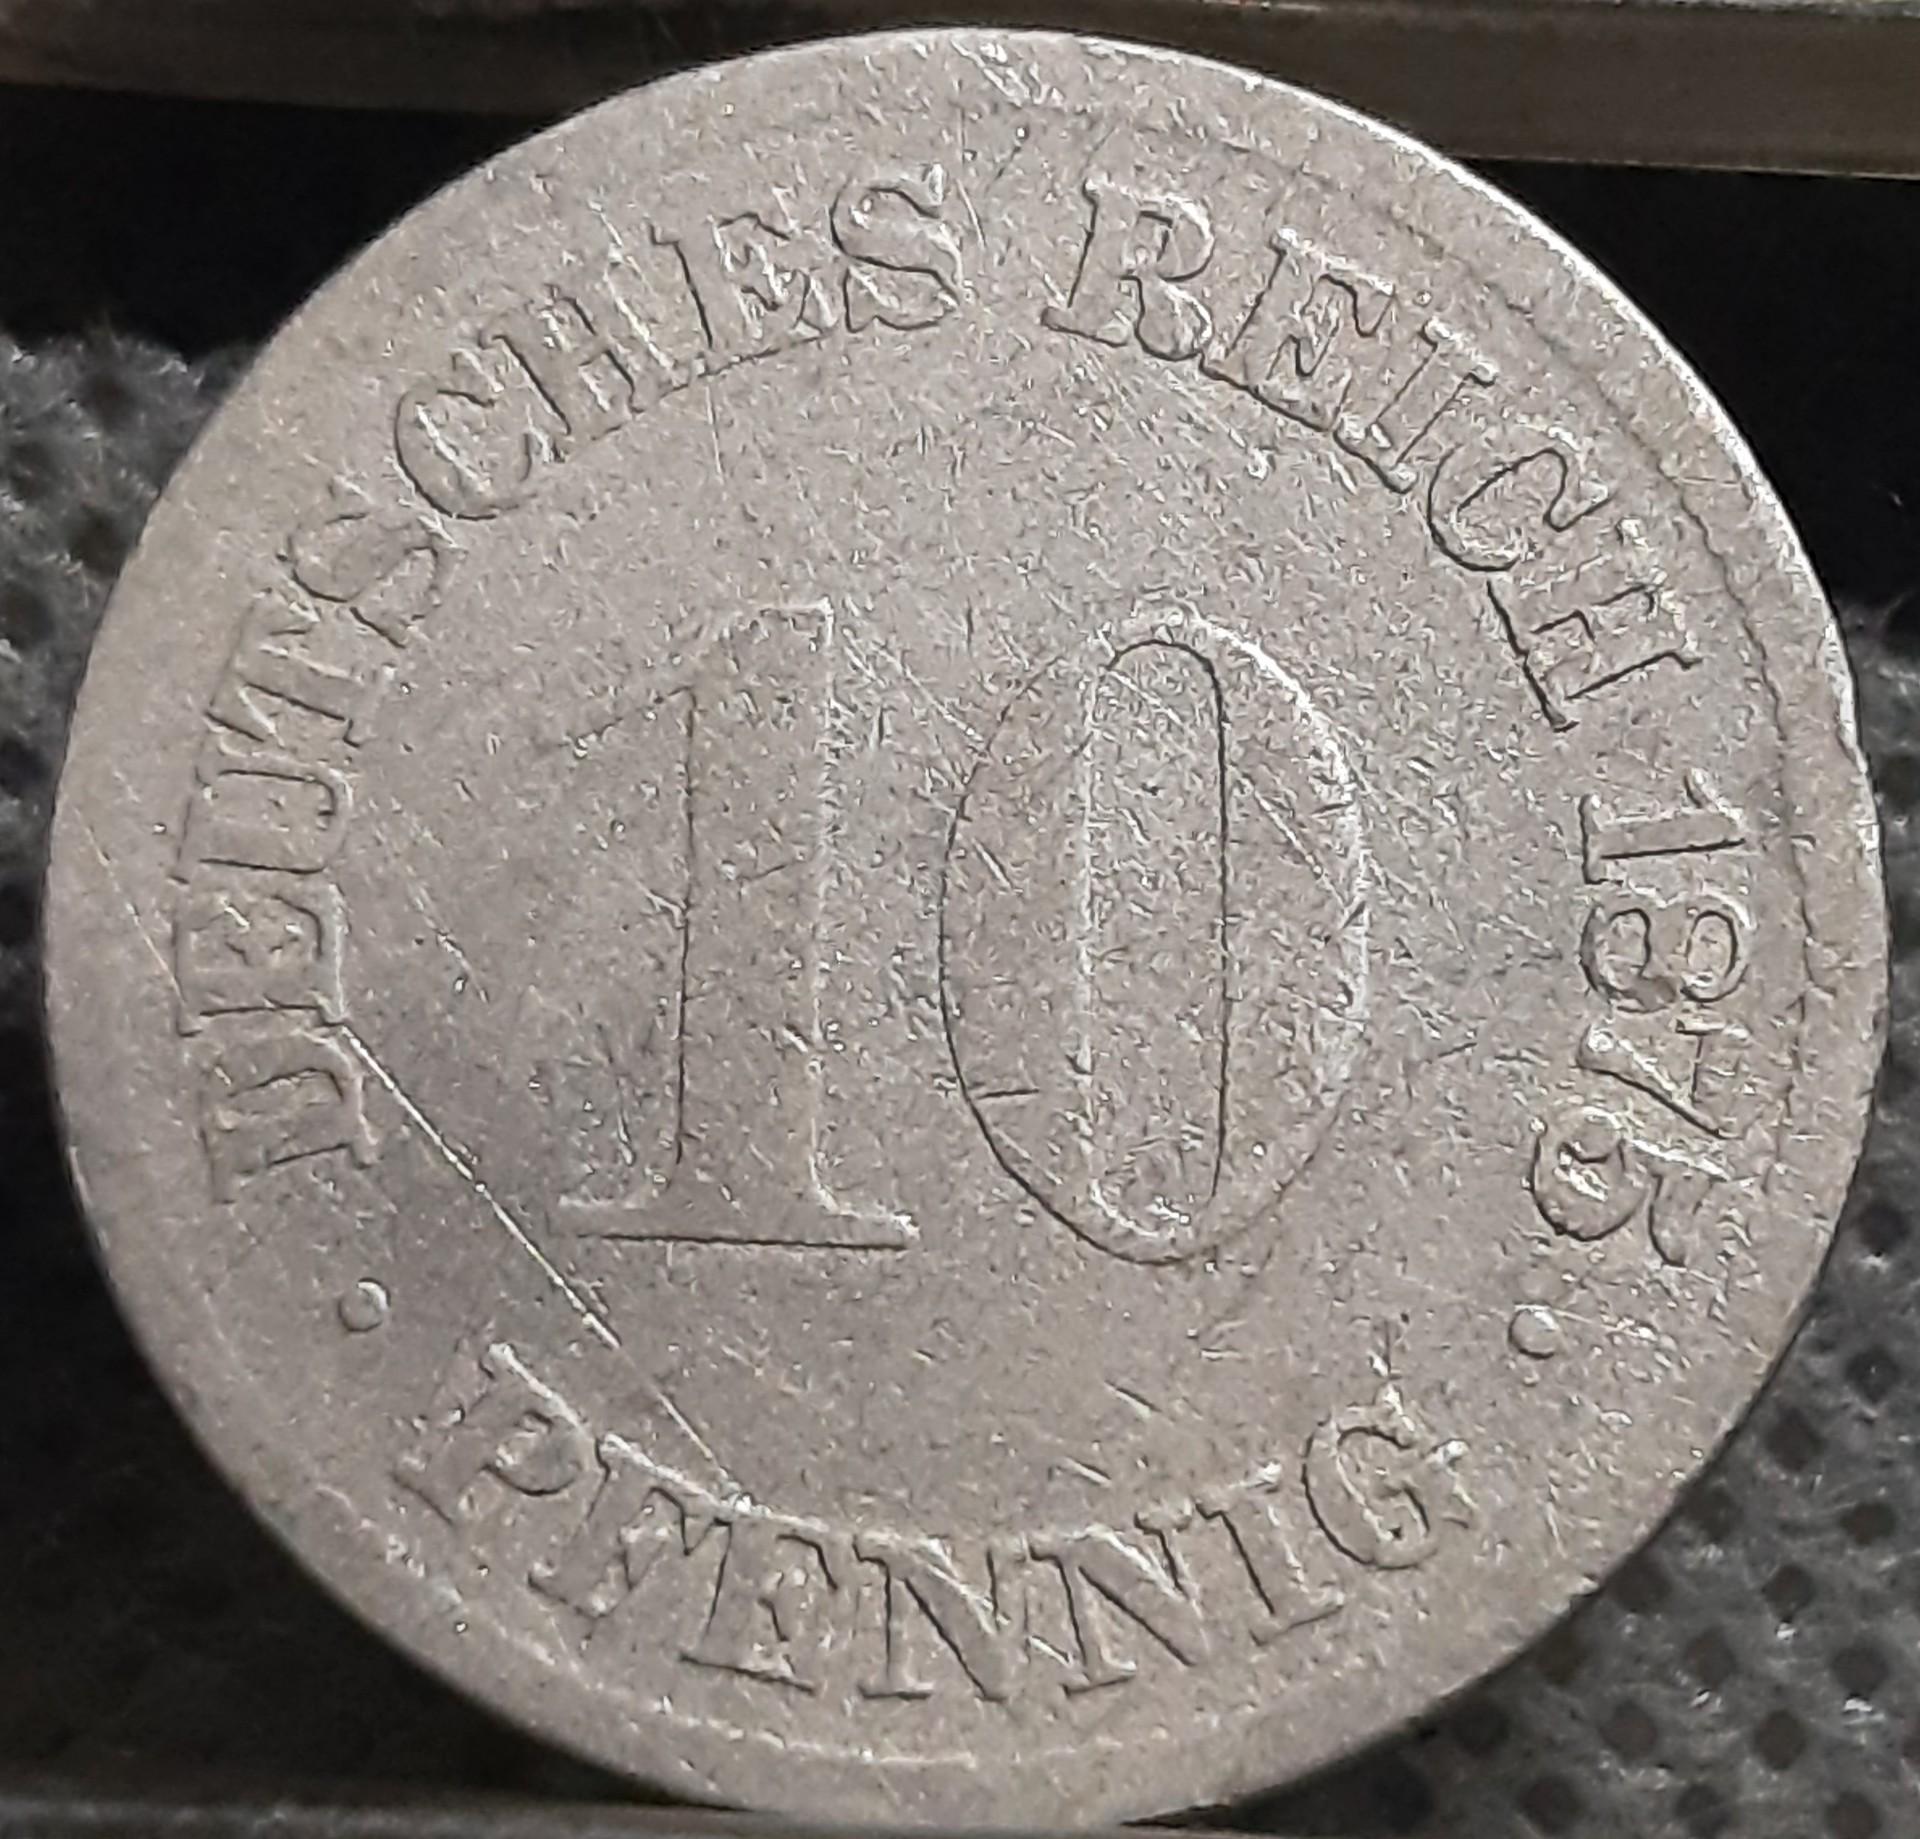 DEUTSCHES REICH 1875
10
PFENNIG